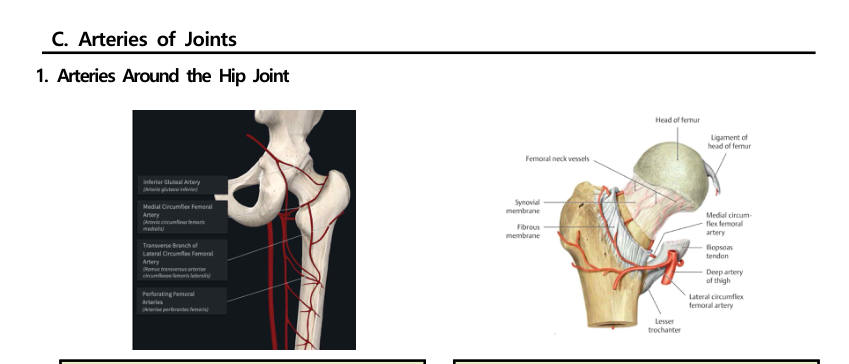 C. Arteries of Joints
1. Arteries Around the Hip Joint
Inferior Gluteal Artery
(Arteria glutea inferior)
Medial Circumflex Femoral
Artery
(Arteria circumflexa femoris
medialis)
Transverse Branch of
Lateral Circumflex Femoral
Artery
(Ramus transversus arteriae
circumflexae femoris lateralis)
Perforating Femoral
Arteries
(Arteriae perforantes femoris)
Head of femur
Ligament of
head of femur
Femoral neck vessels
Synovial
membrane
Fibrous
membrane
Medial circum-
flex femoral
artery
Iliopsoas
tendon
Deep artery
of thigh
Lateral circumflex
femoral artery
Lesser
trochanter